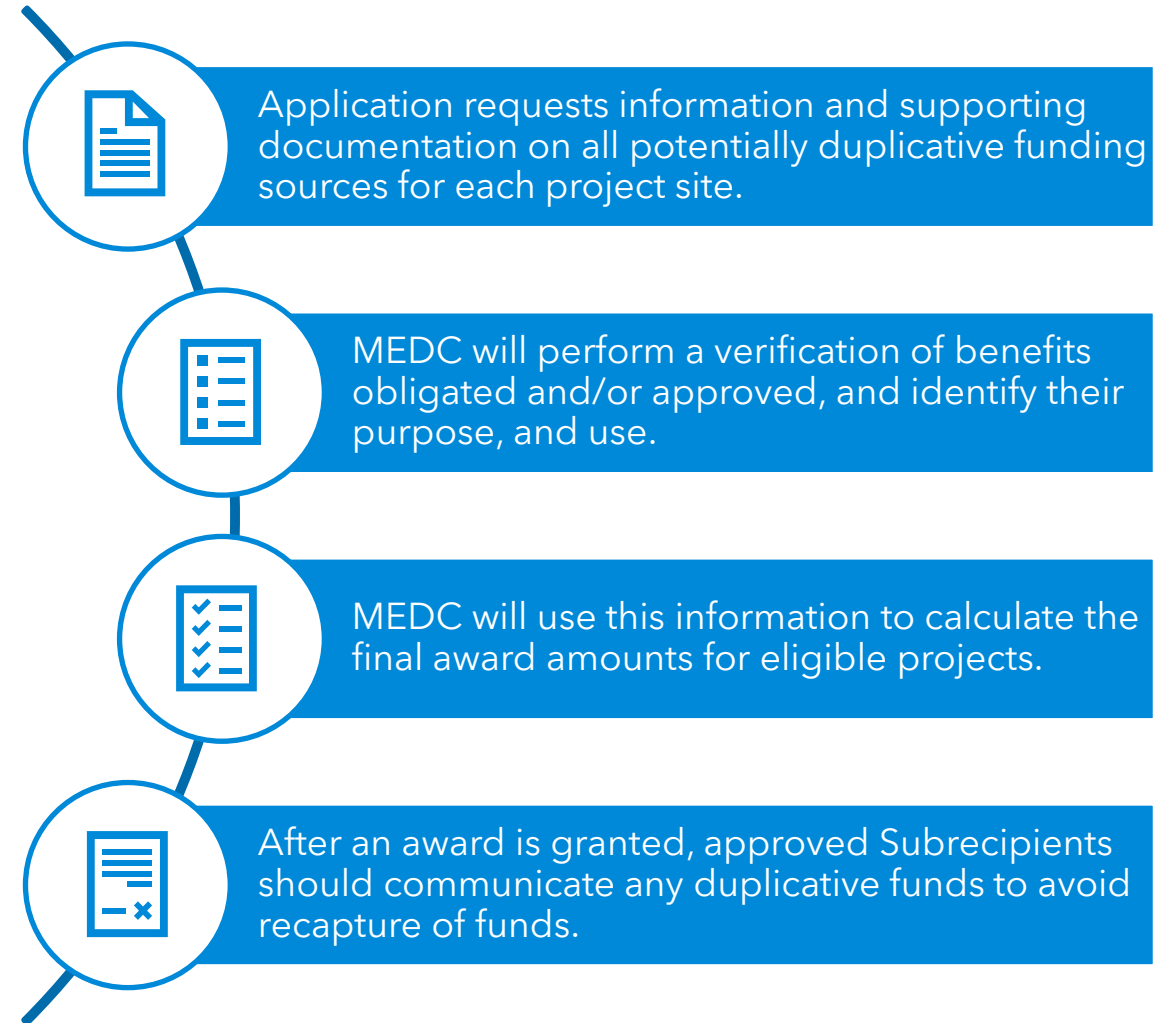 Application requests information and supporting
documentation on all potentially duplicative funding
sources for each project site.
MEDC will perform a verification of benefits
obligated and/or approved, and identify their
purpose, and use.
MEDC will use this information to calculate the
final award amounts for eligible projects.
After an award is granted, approved Subrecipients
should communicate any duplicative funds to avoid
recapture of funds.